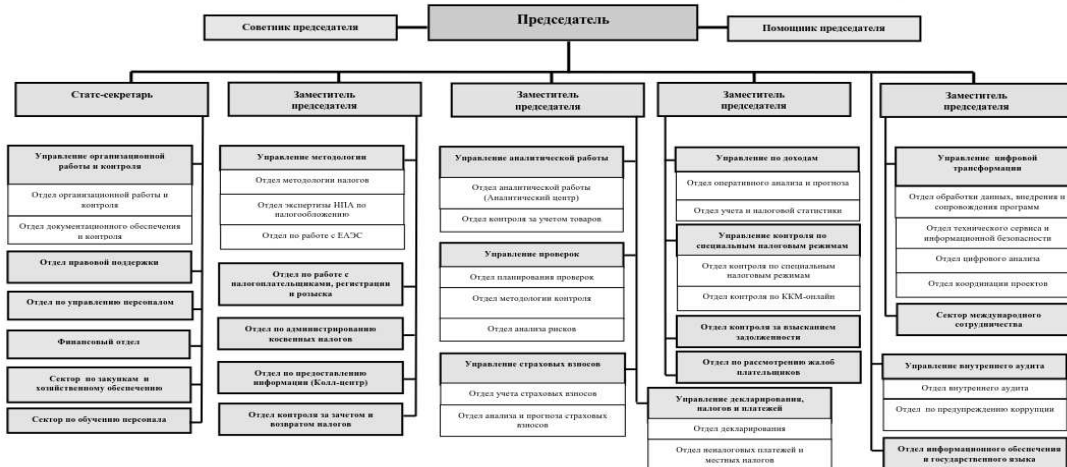 Председатель
Советник председателя
Помощник председателя
Статс-секретарь
Управление организационной
работы и контроля
Отдел организационной работы и
контроля
Отдел документационного обеспечения
и контроля
Отдел правовой поддержки
Отдел по управлению персоналом
Финансовый отдел
Сектор по закупкам и
хозяйственному обеспечению
Сектор по обучению персонала
Заместитель
председателя
Управление методологии
Отдел методологии налогов
Отдел экспертизы НПА по
налогообложению
Отдел по работе с ЕАЭС
Отдел по работе с
налогоплательщиками, регистрации
и розыска
Отдел по администрированию
косвенных налогов
Отдел по предоставлению
информации (Колл-центр)
Отдел контроля за зачетом и
возвратом налогов
Заместитель
председателя
Управление аналитической работы
Отдел аналитической работы
(Аналитический центр)
Отдел контроля за учетом товаров
Управление проверок
Отдел планирования проверок
Отдел методологии контроля
Отдел анализа рисков
Управление страховых взносов
Отдел учета страховых взносов
Отдел анализа и прогноза страховых
взносов
Управление декларирования,
налогов и платежей
Отдел декларирования
Отдел неналоговых платежей и
местных налогов
Заместитель
председателя
Управление по доходам
Отдел оперативного анализа и прогноза
Отдел учета и налоговой статистики
Управление контроля по
специальным налоговым режимам
Отдел контроля по специальным
налоговым режимам
Отдел контроля по ККМ-онлайн
Отдел контроля за взысканием
задолженности
Отдел по рассмотрению жалоб
плательщиков
Заместитель
председателя
Управление цифровой
трансформации
Отдел обработки данных, внедрения и
сопровождения программ
Отдел технического сервиса и
информационной безопасности
Отдел цифрового анализа
Отдел координации проектов
Сектор международного
сотрудничества
Управление внутреннего аудита
Отдел внутреннего аудита
Отдел по предупреждению коррупции
Отдел информационного обеспечения
и государственного языка